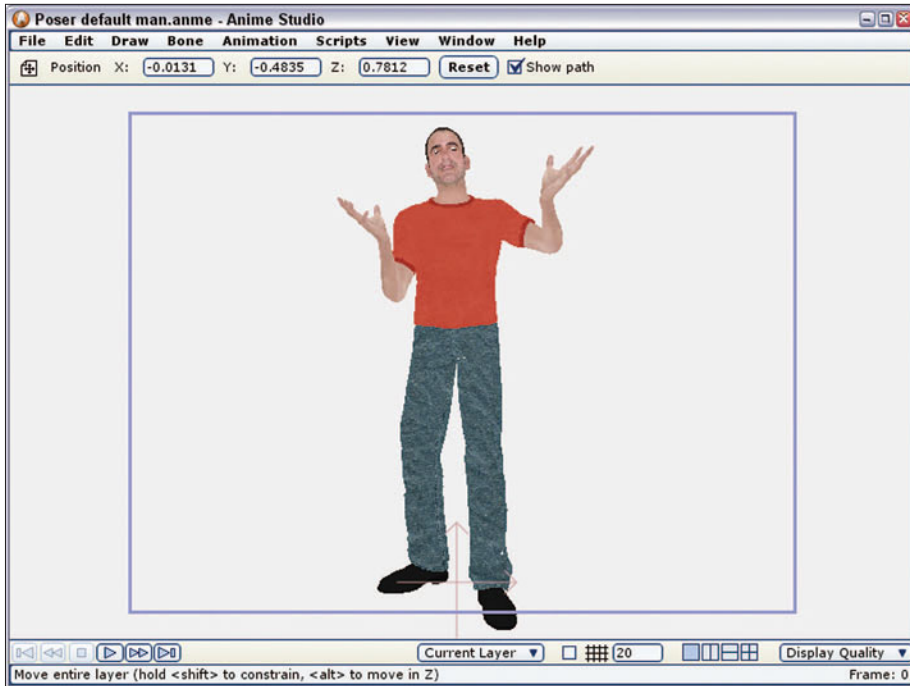 Poser default man.anme - Anime Studio
File Edit Draw Bone Animation Scripts View Window Help
Position X: -0.0131 Y: -0.4835 Z: 0.7812 Reset Show path
Current Layer 20 Display Quality
Move entire layer (hold <shift> to constrain, <alt> to move in Z) Frame: 0